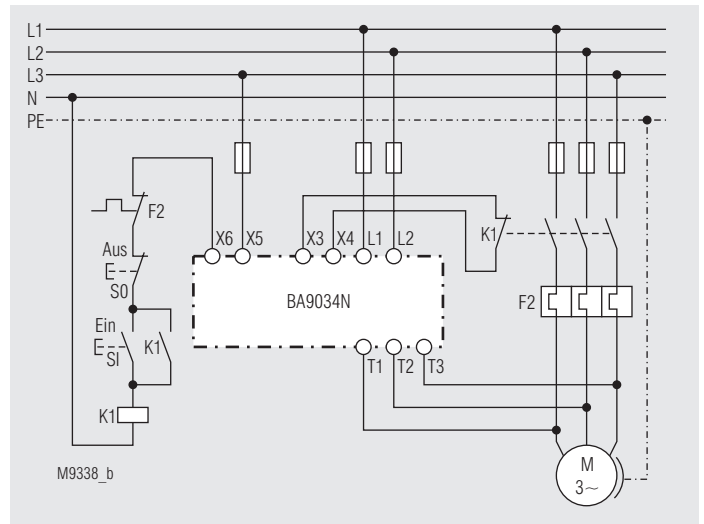 L1
L2
L3
N
PE
F2
X6 X5 X3 X4 L1 L2
K1
Aus
S0
BA9034N
F2
Ein
SI
K1
T1 T2 T3
K1
M9338_b
M
3~